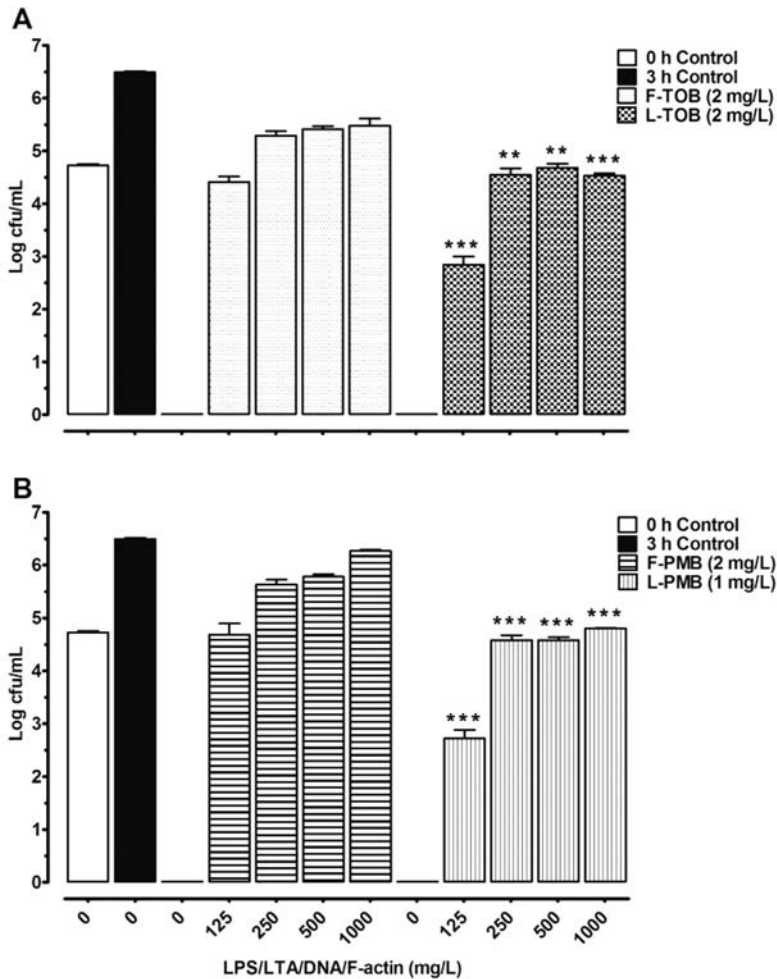 A
7
6
5
4
3
2
1
0
Log cfu/mL
0 h Control
3 h Control
F-TOB (2 mg/L)
L-TOB (2 mg/L)
*** ** ** ***
B
7
6
5
4
3
2
1
0
Log cfu/mL
0 h Control
3 h Control
F-PMB (2 mg/L)
L-PMB (1 mg/L)
*** *** *** ***
0 0 0 125 250 500 1000 0 125 250 500 1000
LPS/LTA/DNA/F-actin (mg/L)